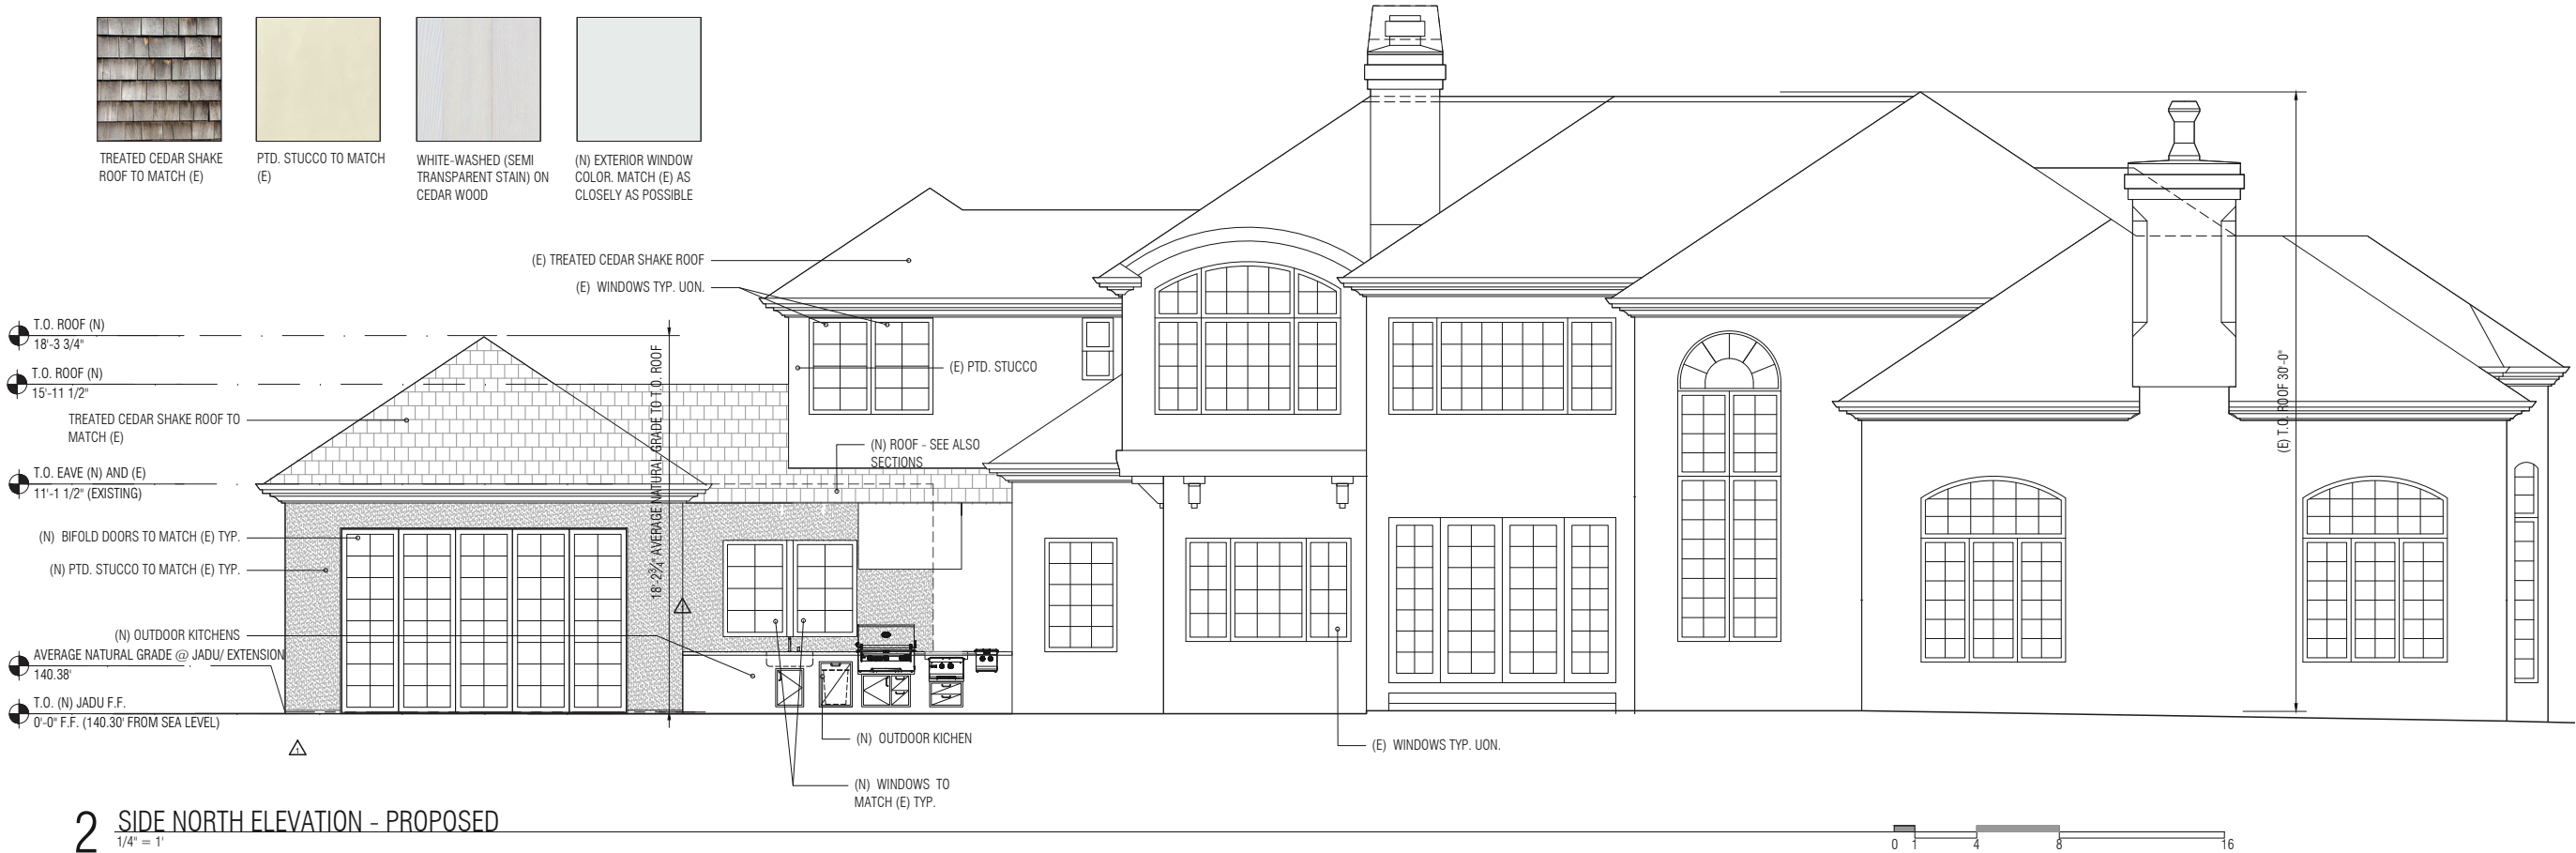 TREATED CEDAR SHAKE
ROOF TO MATCH (E)
PTD. STUCCO TO MATCH
(E)
WHITE-WASHED (SEMI
TRANSPARENT STAIN) ON
CEDAR WOOD
(N) EXTERIOR WINDOW
COLOR. MATCH (E) AS
CLOSELY AS POSSIBLE
(E) TREATED CEDAR SHAKE ROOF
(E) WINDOWS TYP. UON.
T.O. ROOF (N)
18'-3 3/4"
T.O. ROOF (N)
15'-11 1/2"
(E) PTD. STUCCO
TREATED CEDAR SHAKE ROOF TO
MATCH (E)
(N) ROOF - SEE ALSO
SECTIONS
T.O. EAVE (N) AND (E)
11'-1 1/2" (EXISTING)
18'-2¾" AVERAGE NATURAL GRADE TO T.O. ROOF
(E) T.O. ROOF 30'-0"
(N) BIFOLD DOORS TO MATCH (E) TYP.
(N) PTD. STUCCO TO MATCH (E) TYP.
1
(N) OUTDOOR KITCHENS
AVERAGE NATURAL GRADE @ JADU/ EXTENSION
140.38'
T.O. (N) JADU F.F.
0'-0" F.F. (140.30' FROM SEA LEVEL)
1
(N) OUTDOOR KICHEN
(E) WINDOWS TYP. UON.
(N) WINDOWS TO
MATCH (E) TYP.
2 SIDE NORTH ELEVATION - PROPOSED
1/4" = 1'
0 1 4 8 16